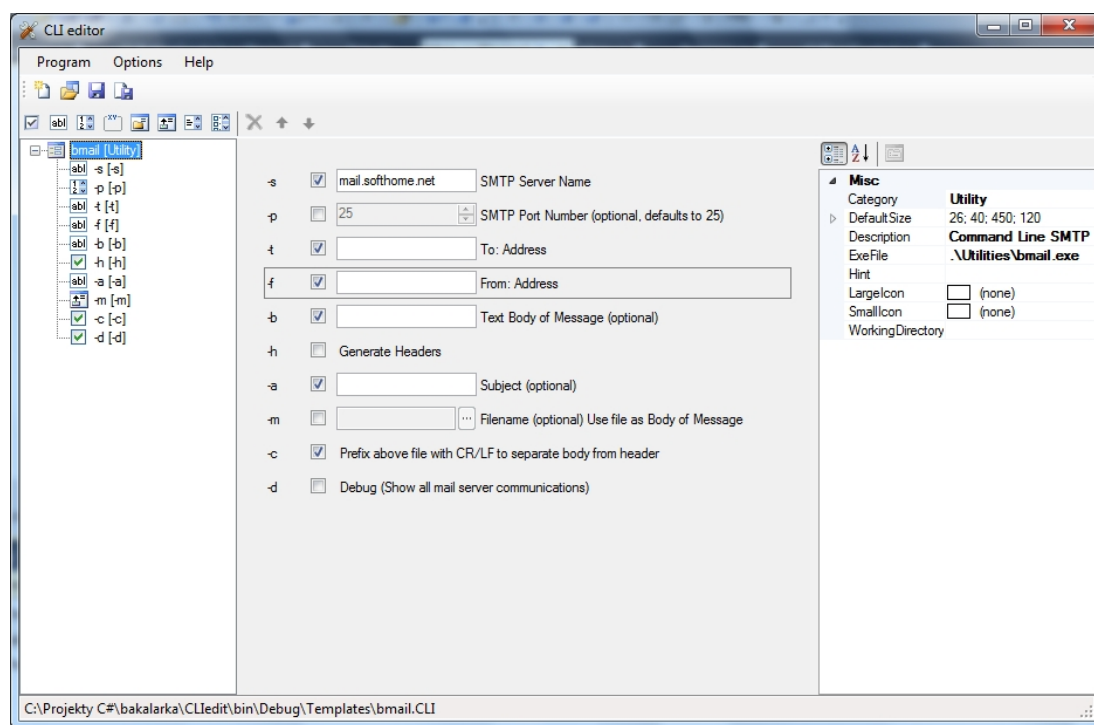 CLI editor
Program Options Help
bmail [Utility]
-s [-s]
-p [-p]
-t [-t]
-f [-f]
-b [-b]
-h [-h]
-a [-a]
-m [-m]
-c [-c]
-d [-d]
-s mail.softhome.net SMTP Server Name
-p 25 SMTP Port Number (optional, defaults to 25)
-t To: Address
-f From: Address
-b Text Body of Message (optional)
-h Generate Headers
-a Subject (optional)
-m ... Filename (optional) Use file as Body of Message
-c Prefix above file with CR/LF to separate body from header
-d Debug (Show all mail server communications)
Misc
Category Utility
DefaultSize 26; 40; 450; 120
Description Command Line SMTP
ExeFile .\Utilities\bmail.exe
Hint
LargeIcon (none)
SmallIcon (none)
WorkingDirectory
C:\Projekty C#\bakalarka\CLIedit\bin\Debug\Templates\bmail.CLI